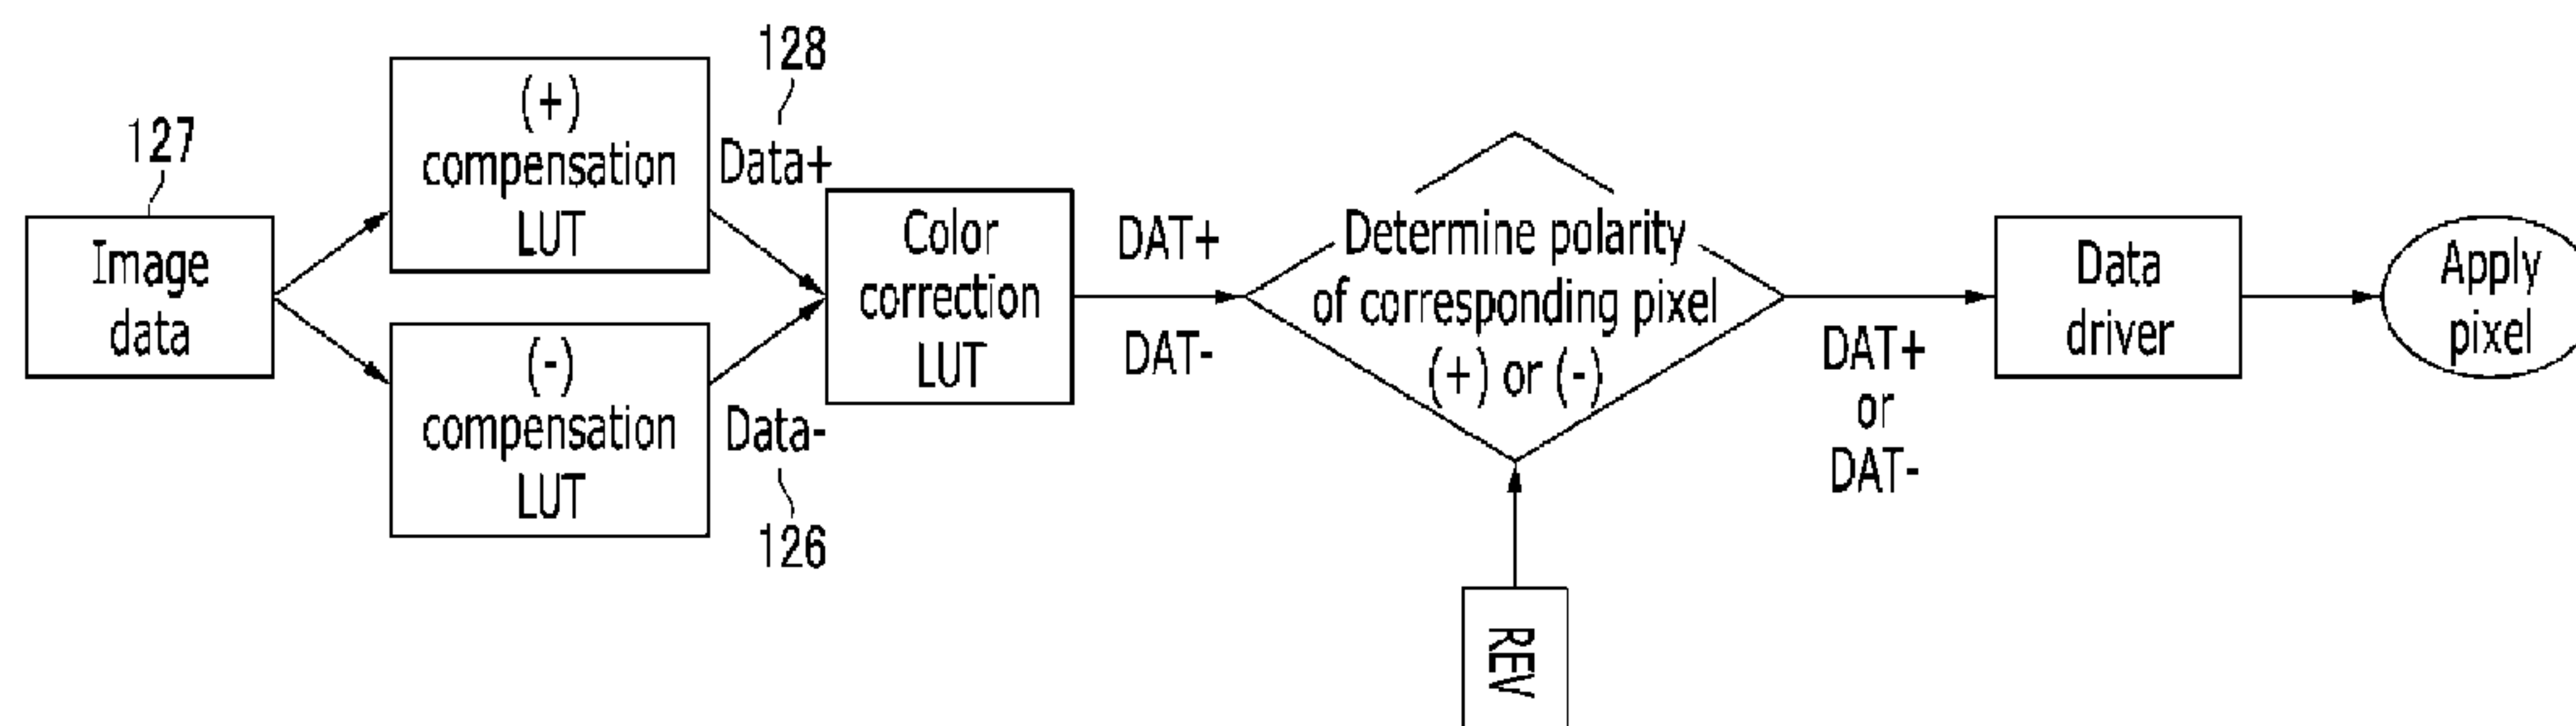 127
Image
data
(+)
compensation
LUT
128
Data+
(-)
compensation
LUT
Data-
126
Color
correction
LUT
DAT+
DAT-
Determine polarity
of corresponding pixel
(+) or (-)
REV
DAT+
or
DAT-
Data
driver
Apply
pixel